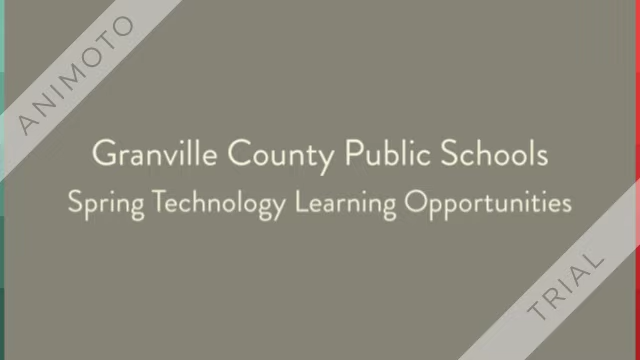 ANIMOTO
Granville County Public Schools
Spring Technology Learning Opportunities
TRIAL